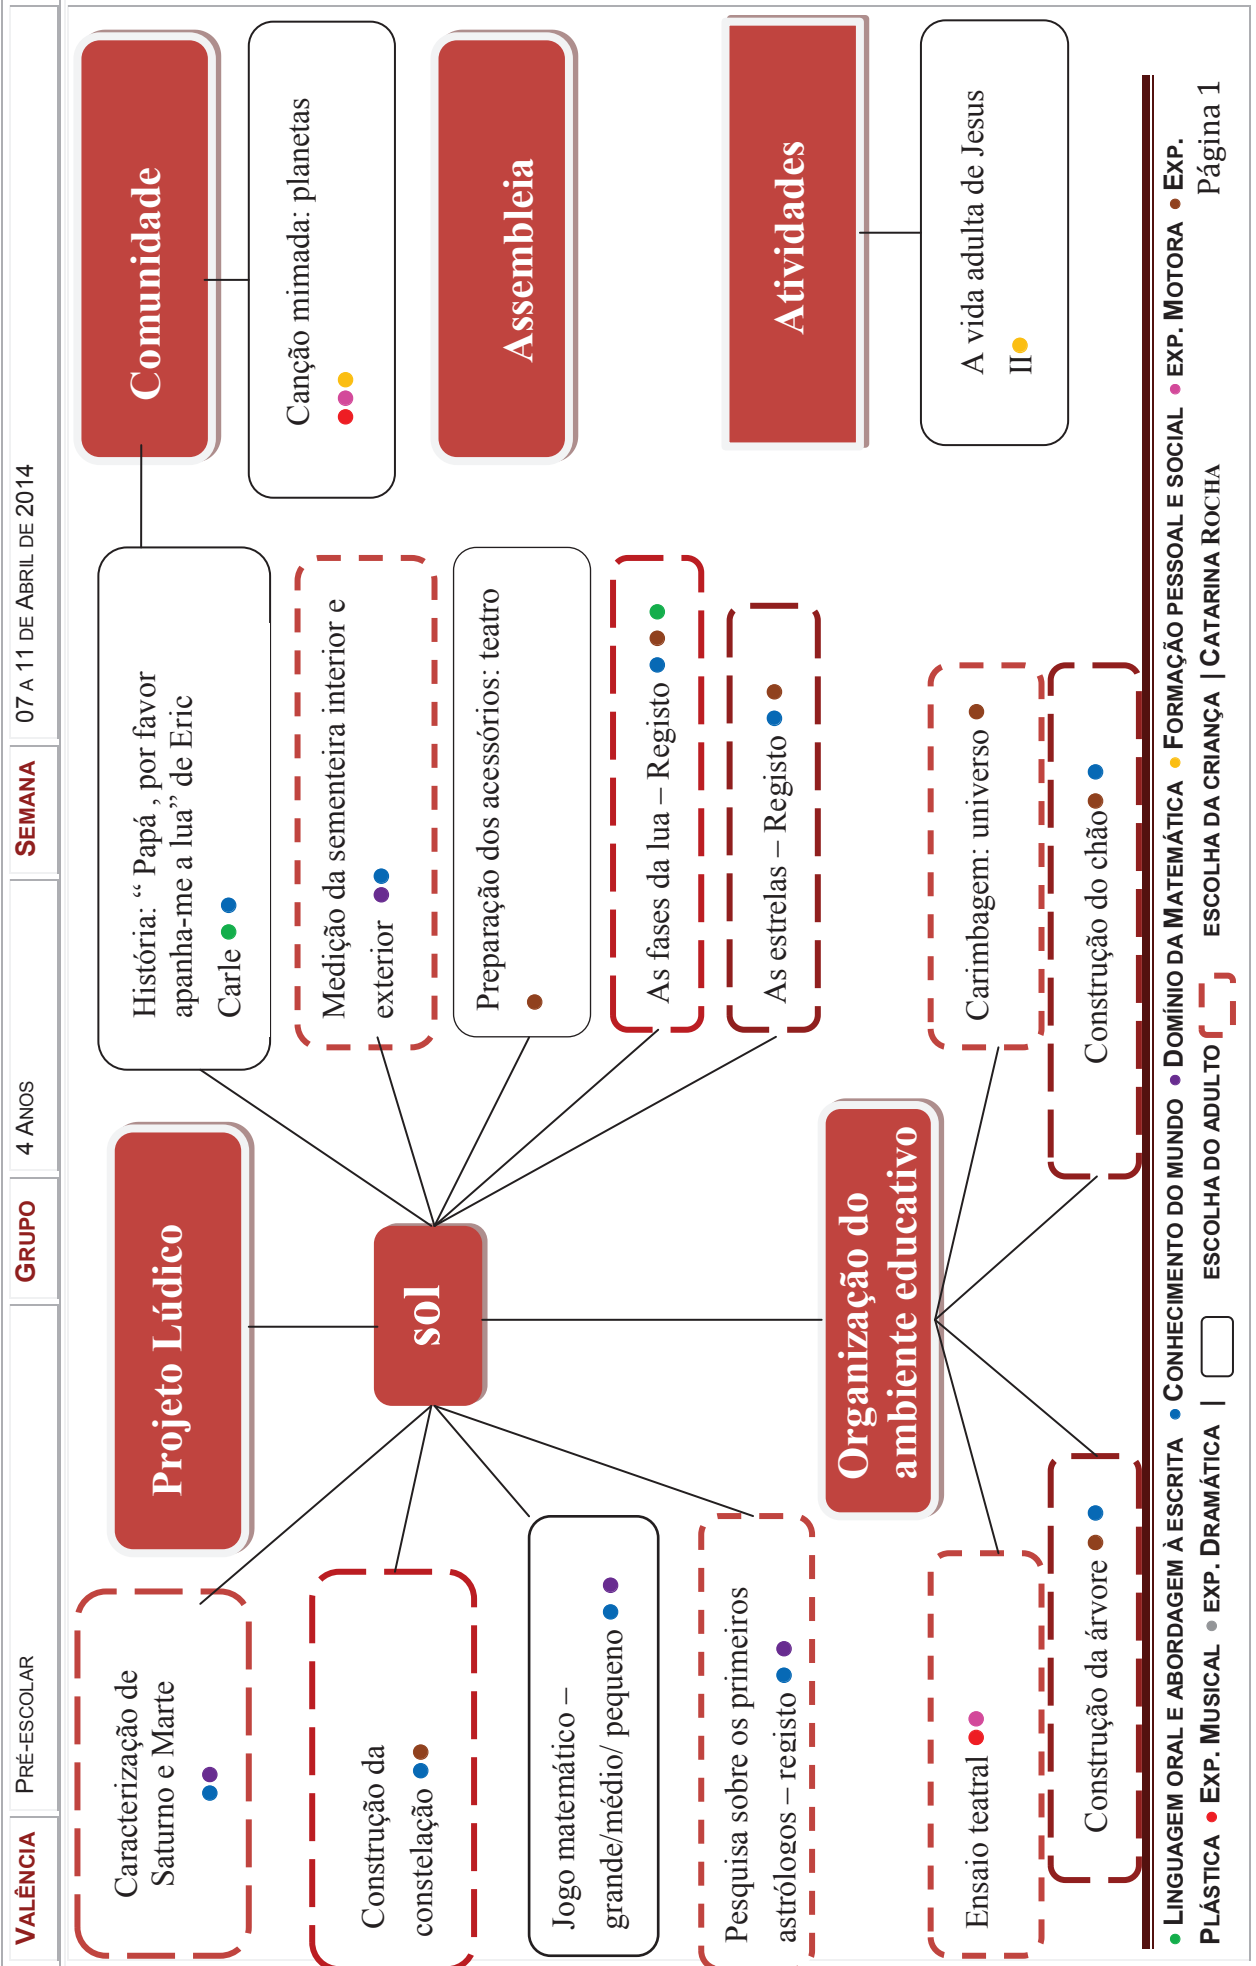 VALÊNCIA PRÉ-ESCOLAR GRUPO 4 ANOS SEMANA 07 A 11 DE ABRIL DE 2014
Projeto Lúdico
Comunidade
Caracterização de
Saturno e Marte
História: “ Papá , por favor
apanha-me a lua” de Eric
Carle
Canção mimada: planetas
Construção da
constelação
sol
Medição da sementeira interior e
exterior
Assembleia
Jogo matemático –
grande/médio/ pequeno
Preparação dos acessórios: teatro
As fases da lua – Registo
Pesquisa sobre os primeiros
astrólogos – registo
As estrelas – Registo
Atividades
Organização do
ambiente educativo
A vida adulta de Jesus
II
Ensaio teatral
Carimbagem: universo
Construção da árvore
Construção do chão
• LINGUAGEM ORAL E ABORDAGEM À ESCRITA • CONHECIMENTO DO MUNDO • DOMÍNIO DA MATEMÁTICA • FORMAÇÃO PESSOAL E SOCIAL • EXP. MOTORA • EXP.
PLÁSTICA • EXP. MUSICAL • EXP. DRAMÁTICA | ESCOLHA DO ADULTO ESCOLHA DA CRIANÇA | CATARINA ROCHA Página 1